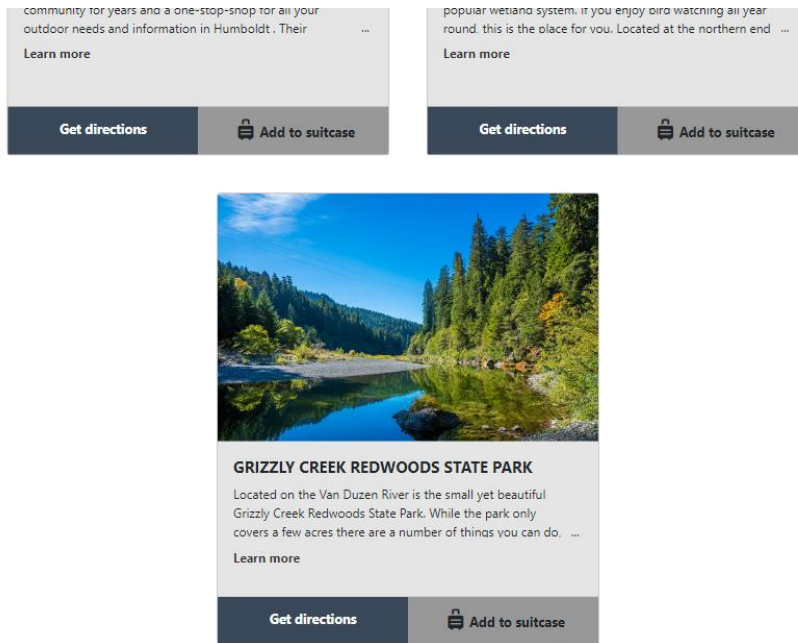 community for years and a one-stop-shop for all your
outdoor needs and information in Humboldt . Their ...
Learn more
Get directions
Add to suitcase
popular wetland system. If you enjoy bird watching all year
round, this is the place for you. Located at the northern end ...
Learn more
Get directions
Add to suitcase
GRIZZLY CREEK REDWOODS STATE PARK
Located on the Van Duzen River is the small yet beautiful
Grizzly Creek Redwoods State Park. While the park only
covers a few acres there are a number of things you can do, ...
Learn more
Get directions
Add to suitcase